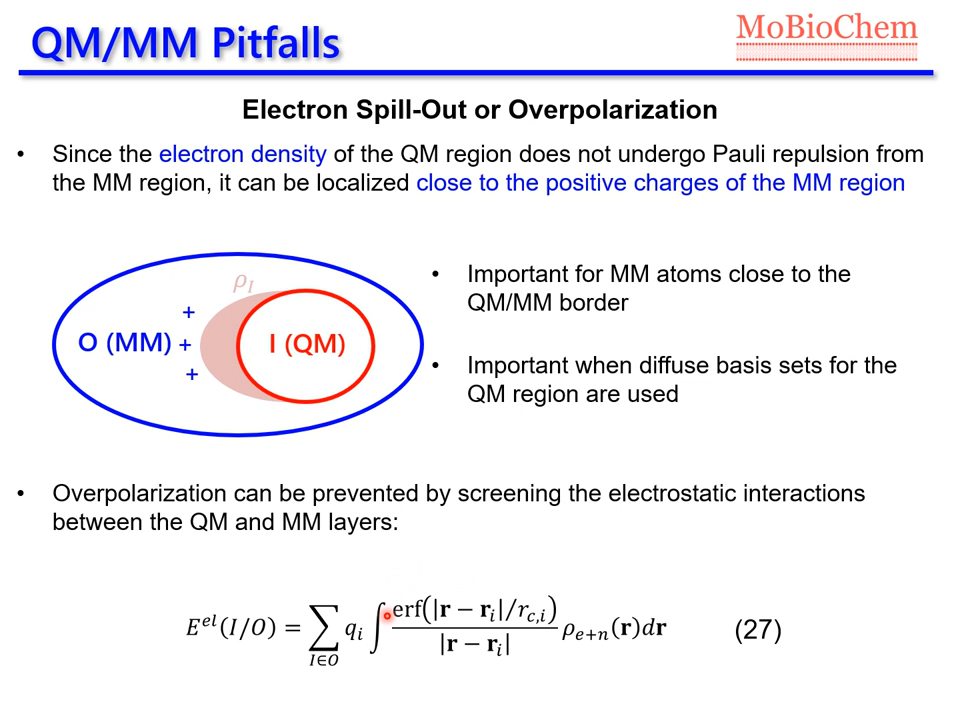 QM/MM Pitfalls
MoBioChem
Electron Spill-Out or Overpolarization
• Since the electron density of the QM region does not undergo Pauli repulsion from
the MM region, it can be localized close to the positive charges of the MM region
ρ_I
+
O (MM) +
+
I (QM)
• Important for MM atoms close to the
QM/MM border
• Important when diffuse basis sets for the
QM region are used
• Overpolarization can be prevented by screening the electrostatic interactions
between the QM and MM layers:
E^{el}(I/O) = ∑_{I∈O} q_i ∫ erf(|r − r_i|/r_{c,i}) / |r − r_i| ρ_{e+n}(r)dr (27)